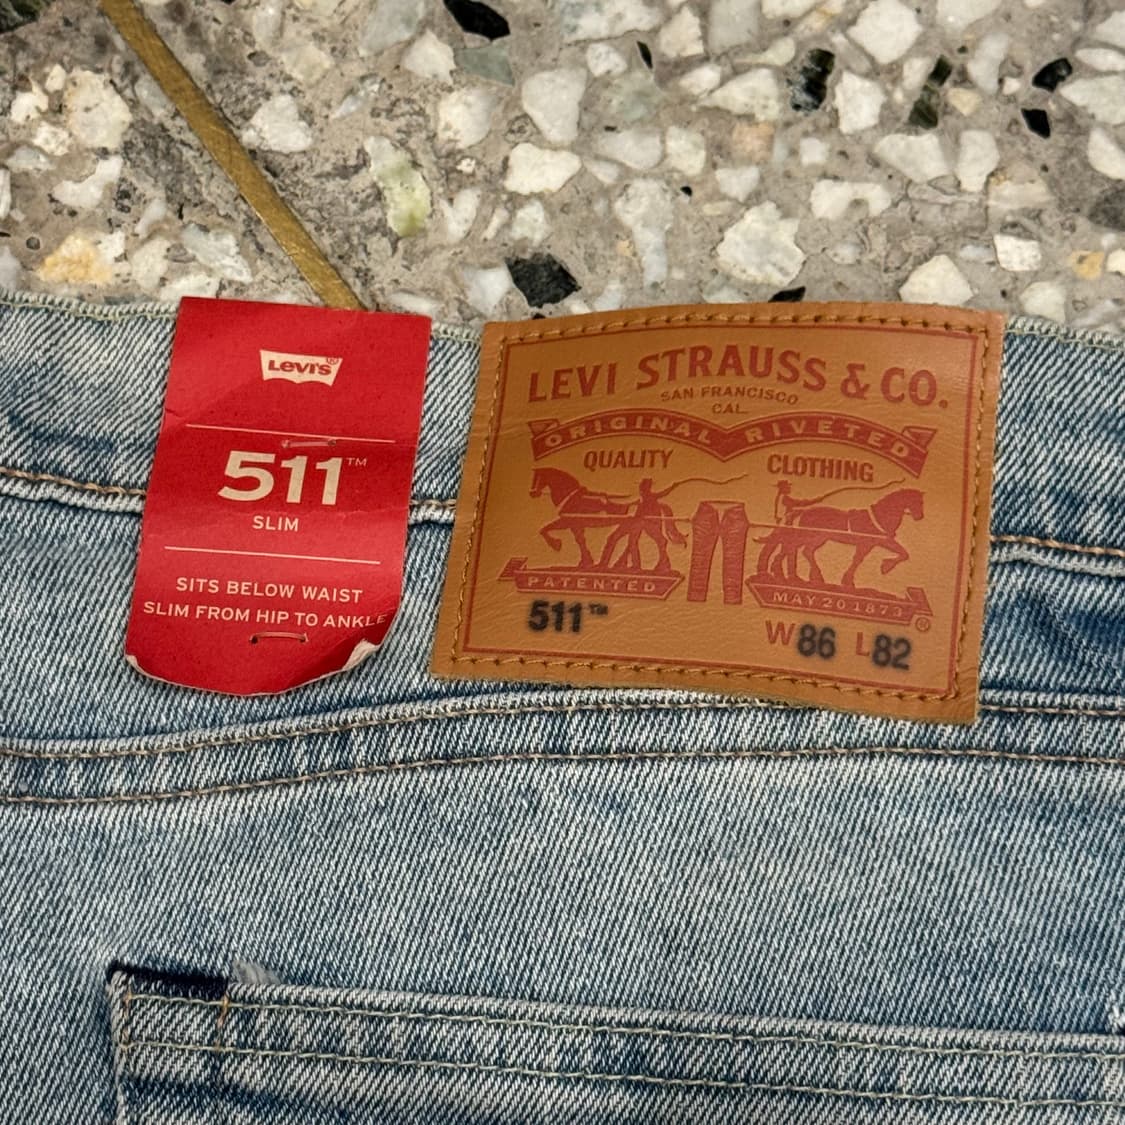 LEVI'S®
511™
SLIM
SITS BELOW WAIST
SLIM FROM HIP TO ANKLE
LEVI STRAUSS & CO.
SAN FRANCISCO
CAL.
ORIGINAL RIVETED
QUALITY CLOTHING
PATENTED MAY 20 1873
®
511™
W86 L82